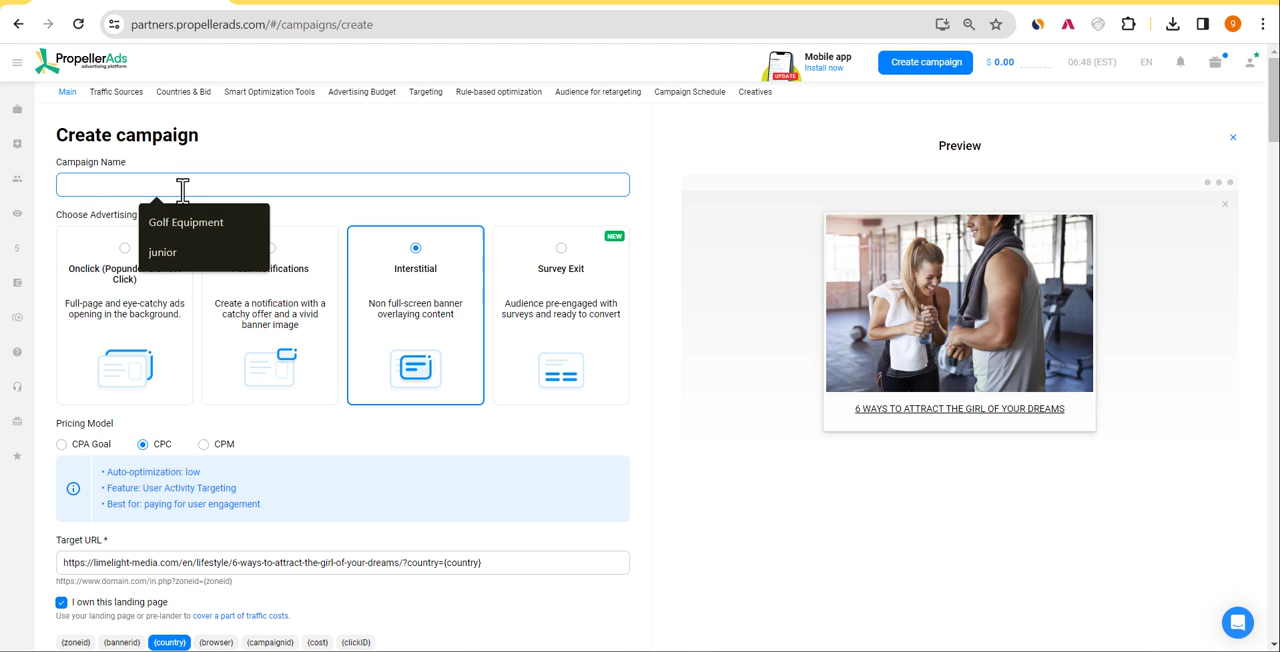 partners.propellerads.com/#/campaigns/create
g
PropellerAds
advertising platform
UPDATE
Mobile app
Install now
Create campaign
$ 0.00
06:48 (EST)
EN
Main
Traffic Sources
Countries & Bid
Smart Optimization Tools
Advertising Budget
Targeting
Rule-based optimization
Audience for retargeting
Campaign Schedule
Creatives
Create campaign
Campaign Name
Golf Equipment
junior
Choose Advertising
Onclick (Popunder
Click)
Full-page and eye-catchy ads
opening in the background.
Create a notification with a
catchy offer and a vivid
banner image
Interstitial
Non full-screen banner
overlaying content
NEW
Survey Exit
Audience pre-engaged with
surveys and ready to convert
Pricing Model
CPA Goal
CPC
CPM
• Auto-optimization: low
• Feature: User Activity Targeting
• Best for: paying for user engagement
Target URL *
https://limelight-media.com/en/lifestyle/6-ways-to-attract-the-girl-of-your-dreams/?country={country}
https://www.domain.com/in.php?zoneid={zoneid}
I own this landing page
Use your landing page or pre-lander to cover a part of traffic costs.
{zoneid}
{bannerid}
{country}
{browser}
{campaignid}
{cost}
{clickID}
Preview
6 WAYS TO ATTRACT THE GIRL OF YOUR DREAMS